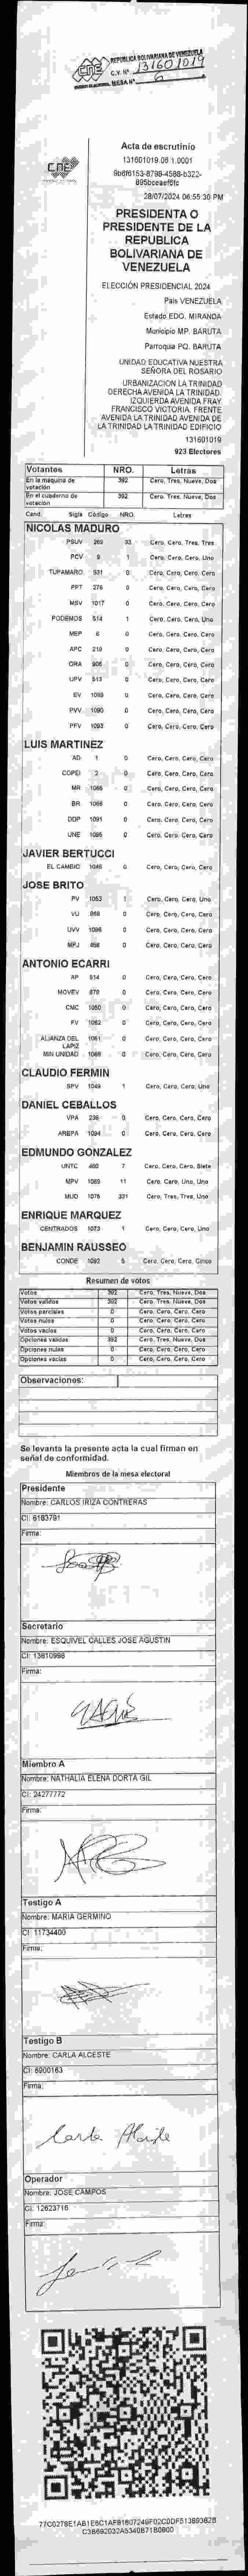 REPUBLICA BOLIVARIANA DE VENEZUELA
CNE
C.V. Nº. 131601019
MESA Nº 6
CNE
Acta de escrutinio
131601019.06.1.0001
28/07/2024 06:55:30 PM
PRESIDENTA O
PRESIDENTE DE LA
REPUBLICA
BOLIVARIANA DE
VENEZUELA
ELECCIÓN PRESIDENCIAL 2024
País VENEZUELA
Estado EDO. MIRANDA
Municipio MP. BARUTA
Parroquia PQ. BARUTA
UNIDAD EDUCATIVA NUESTRA
SEÑORA DEL ROSARIO
URBANIZACION LA TRINIDAD
DERECHA AVENIDA LA TRINIDAD.
IZQUIERDA AVENIDA FRAY
FRANCISCO VICTORIA. FRENTE
AVENIDA LA TRINIDAD AVENIDA DE
LA TRINIDAD LA TRINIDAD EDIFICIO
131601019
923 Electores
Votantes NRO. Letras
En la maquina de votación 392 Cero, Tres, Nueve, Dos
En el cuaderno de votación 392 Cero, Tres, Nueve, Dos
Cand. Sigla Código NRO. Letras
NICOLAS MADURO
PSUV 269 33 Cero, Cero, Tres, Tres
PCV 9 1 Cero, Cero, Cero, Uno
TUPAMARO 531 0 Cero, Cero, Cero, Cero
PPT 276 0 Cero, Cero, Cero, Cero
MSV 1017 0 Cero, Cero, Cero, Cero
PODEMOS 514 1 Cero, Cero, Cero, Uno
MEP 6 0 Cero, Cero, Cero, Cero
APC 219 0 Cero, Cero, Cero, Cero
ORA 906 0 Cero, Cero, Cero, Cero
UPV 513 0 Cero, Cero, Cero, Cero
EV 1089 0 Cero, Cero, Cero, Cero
PVV 1090 0 Cero, Cero, Cero, Cero
PFV 1093 0 Cero, Cero, Cero, Cero
LUIS MARTINEZ
AD 1 0 Cero, Cero, Cero, Cero
COPEI 2 0 Cero, Cero, Cero, Cero
MR 1065 0 Cero, Cero, Cero, Cero
BR 1066 0 Cero, Cero, Cero, Cero
DDP 1091 0 Cero, Cero, Cero, Cero
UNE 1095 0 Cero, Cero, Cero, Cero
JAVIER BERTUCCI
EL CAMBIO 1046 0 Cero, Cero, Cero, Cero
JOSE BRITO
PV 1053 1 Cero, Cero, Cero, Uno
VU 868 0 Cero, Cero, Cero, Cero
UVV 1096 0 Cero, Cero, Cero, Cero
MPJ 458 0 Cero, Cero, Cero, Cero
ANTONIO ECARRI
AP 814 0 Cero, Cero, Cero, Cero
MOVEV 870 0 Cero, Cero, Cero, Cero
CMC 1050 0 Cero, Cero, Cero, Cero
FV 1062 0 Cero, Cero, Cero, Cero
ALIANZA DEL LAPIZ 1061 0 Cero, Cero, Cero, Cero
MIN UNIDAD 1068 0 Cero, Cero, Cero, Cero
CLAUDIO FERMIN
SPV 1049 1 Cero, Cero, Cero, Uno
DANIEL CEBALLOS
VPA 236 0 Cero, Cero, Cero, Cero
AREPA 1094 0 Cero, Cero, Cero, Cero
EDMUNDO GONZALEZ
UNTC 460 7 Cero, Cero, Cero, Siete
MPV 1069 11 Cero, Cero, Uno, Uno
MUD 1075 331 Cero, Tres, Tres, Uno
ENRIQUE MARQUEZ
CENTRADOS 1073 1 Cero, Cero, Cero, Uno
BENJAMIN RAUSSEO
CONDE 1092 5 Cero, Cero, Cero, Cinco
Resumen de votos
Votos 392 Cero, Tres, Nueve, Dos
Votos validos 392 Cero, Tres, Nueve, Dos
Votos parciales 0 Cero, Cero, Cero, Cero
Votos nulos 0 Cero, Cero, Cero, Cero
Votos vacios 0 Cero, Cero, Cero, Cero
Opciones validas 392 Cero, Tres, Nueve, Dos
Opciones nulas 0 Cero, Cero, Cero, Cero
Opciones vacias 0 Cero, Cero, Cero, Cero
Observaciones:
Se levanta la presente acta la cual firman en
señal de conformidad.
Miembros de la mesa electoral
Presidente
Nombre: CARLOS IRIZA CONTRERAS
CI: 6183791
Firma:
Secretario
Nombre: ESQUIVEL CALLES JOSE AGUSTIN
CI: 13810998
Firma:
Miembro A
Nombre: NATHALIA ELENA DORTA GIL
CI: 24277772
Firma:
Testigo A
Nombre: MARIA GERMINO
CI: 11734400
Firma:
Testigo B
Nombre: CARLA ALCESTE
CI: 6900163
Firma:
Operador
Nombre: JOSE CAMPOS
CI: 12623716
Firma: